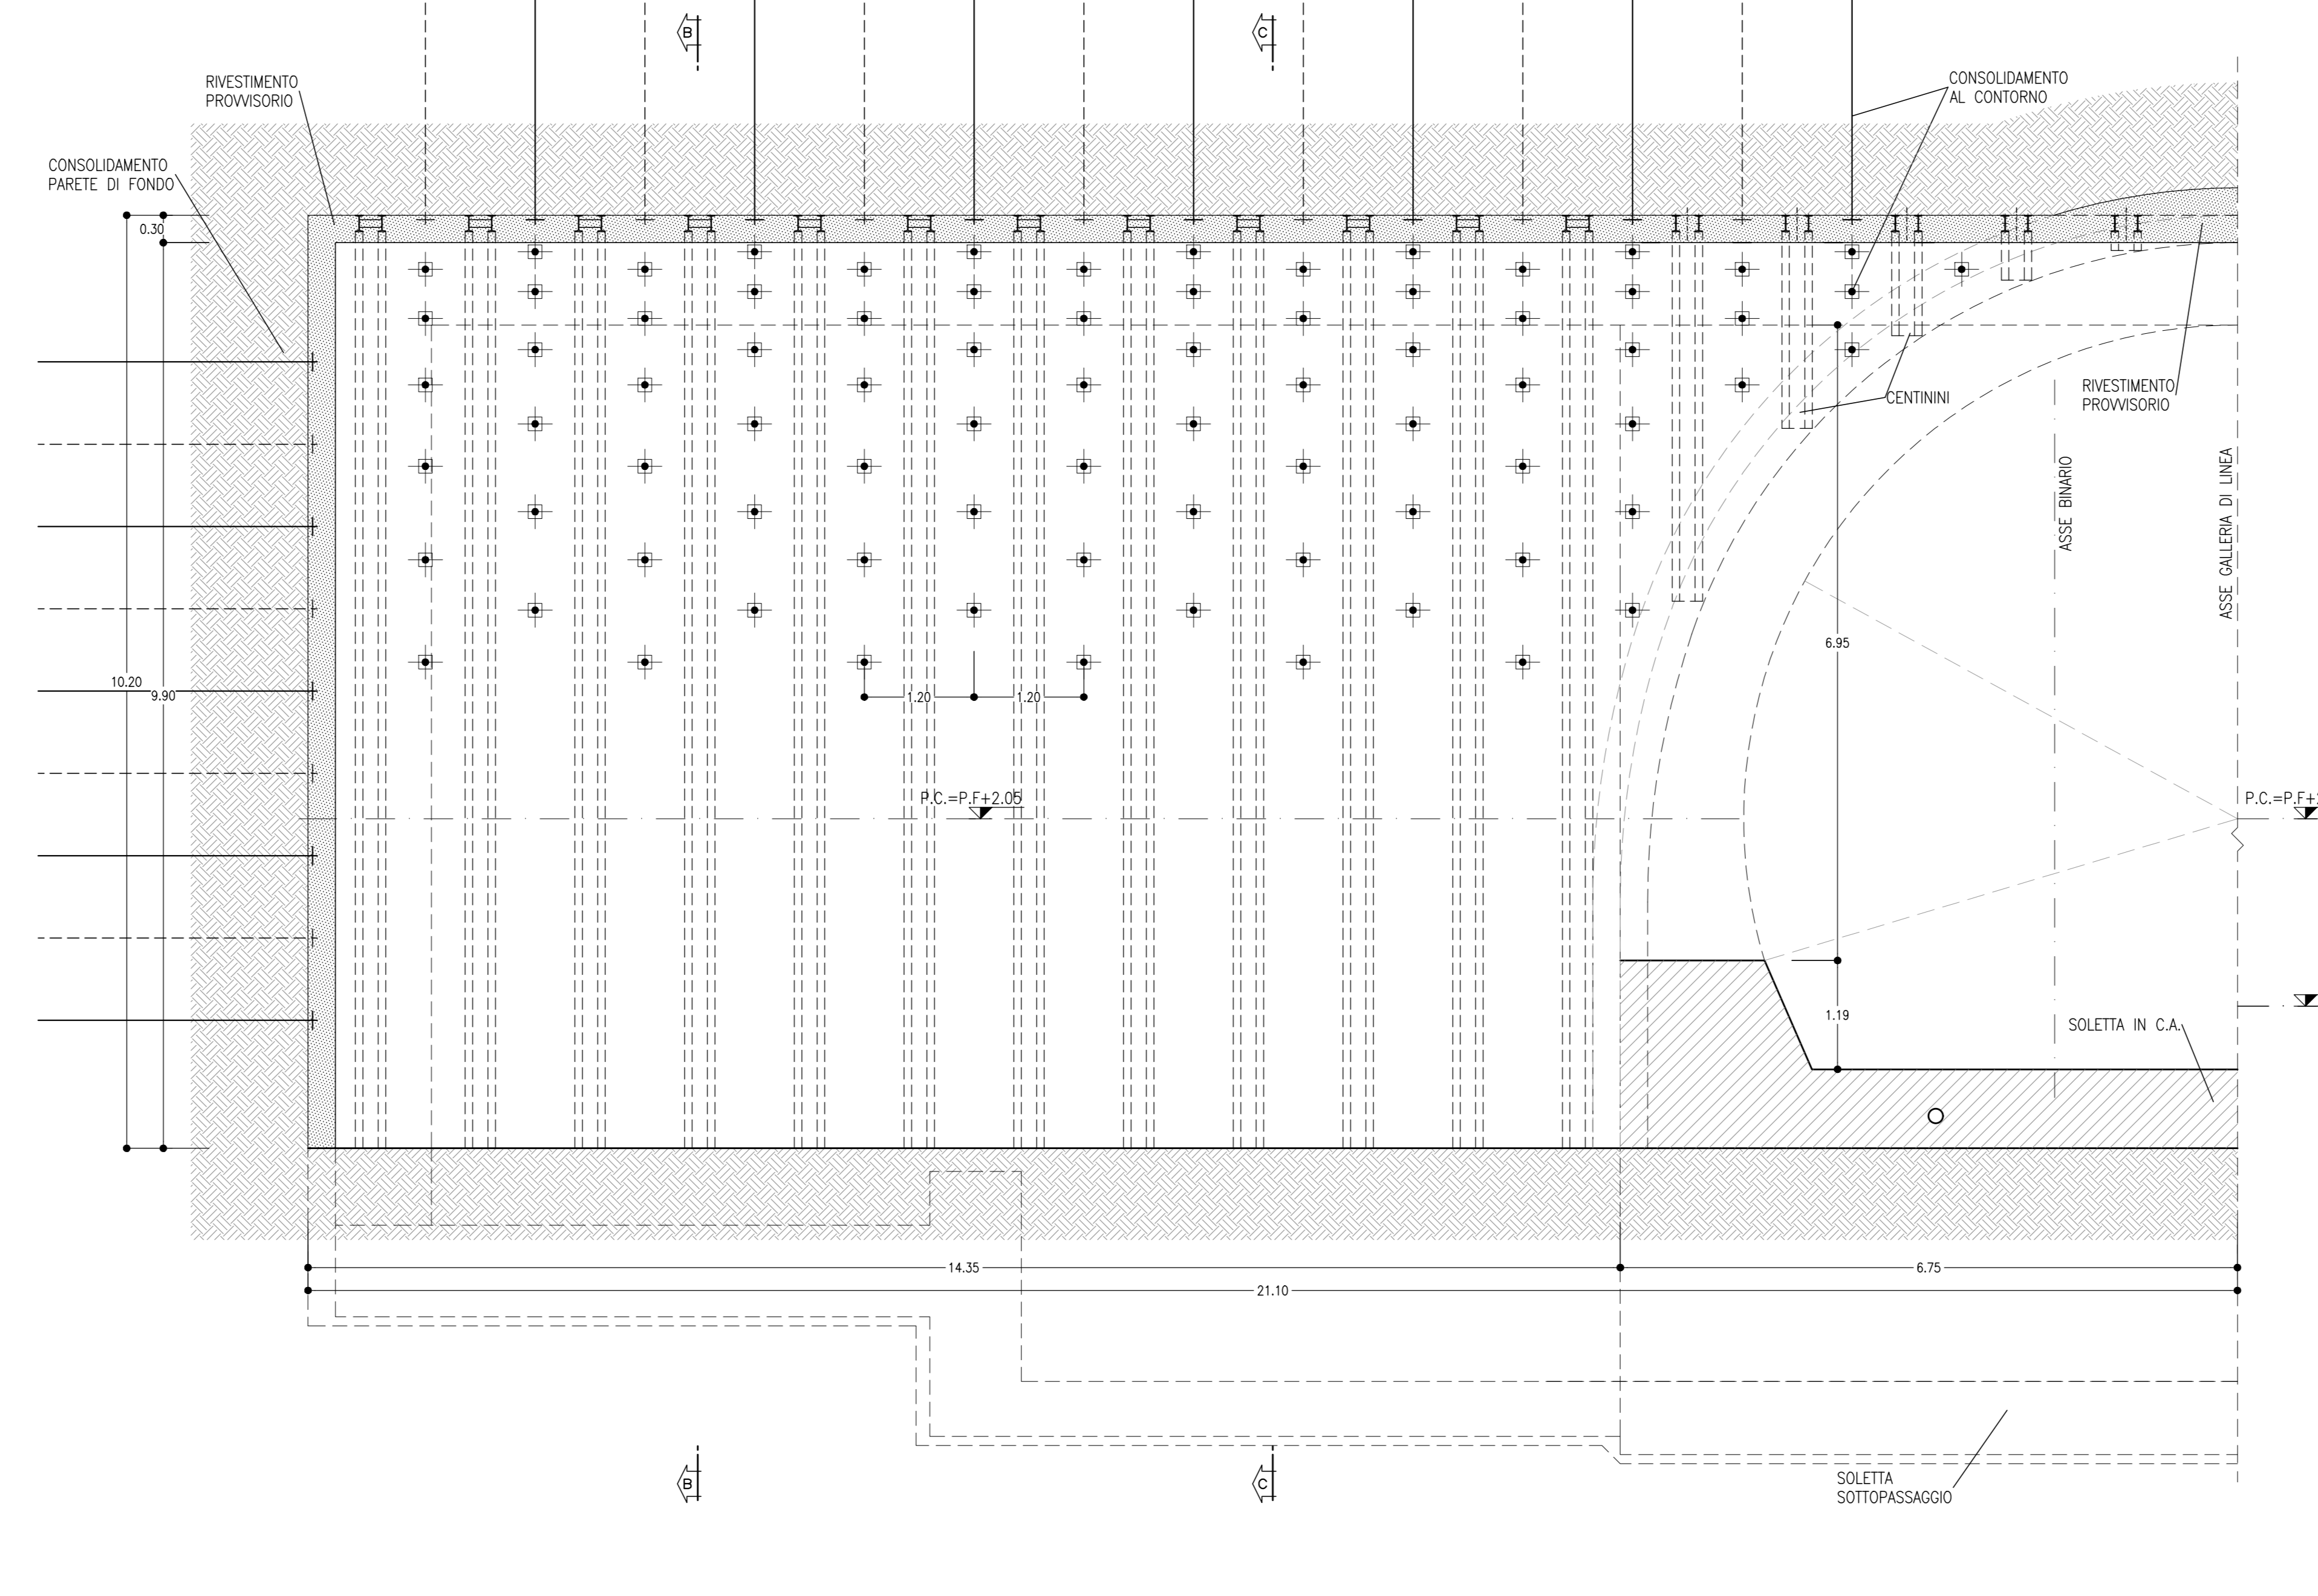 B
C
RIVESTIMENTO
PROVVISORIO
CONSOLIDAMENTO
AL CONTORNO
CONSOLIDAMENTO
PARETE DI FONDO
0.30
RIVESTIMENTO
PROVVISORIO
CENTININI
ASSE BINARIO
ASSE GALLERIA DI LINEA
6.95
10.20
9.90
1.20
1.20
P.C.=P.F+2.05
P.C.=P.F+
1.19
SOLETTA IN C.A.
14.35
6.75
21.10
B
C
SOLETTA
SOTTOPASSAGGIO